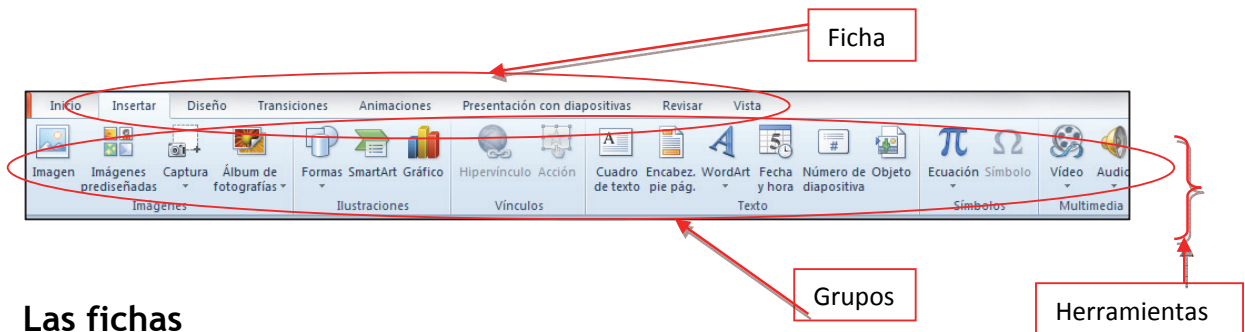 Ficha
Inicio Insertar Diseño Transiciones Animaciones Presentación con diapositivas Revisar Vista
Imagen Imágenes prediseñadas Captura Álbum de fotografías Formas SmartArt Gráfico Hipervínculo Acción Cuadro de texto Encabez. pie pág. WordArt Fecha y hora Número de diapositiva Objeto Ecuación Símbolo Vídeo Audio
Imágenes Ilustraciones Vínculos Texto Símbolos Multimedia
Grupos
Herramientas
Las fichas